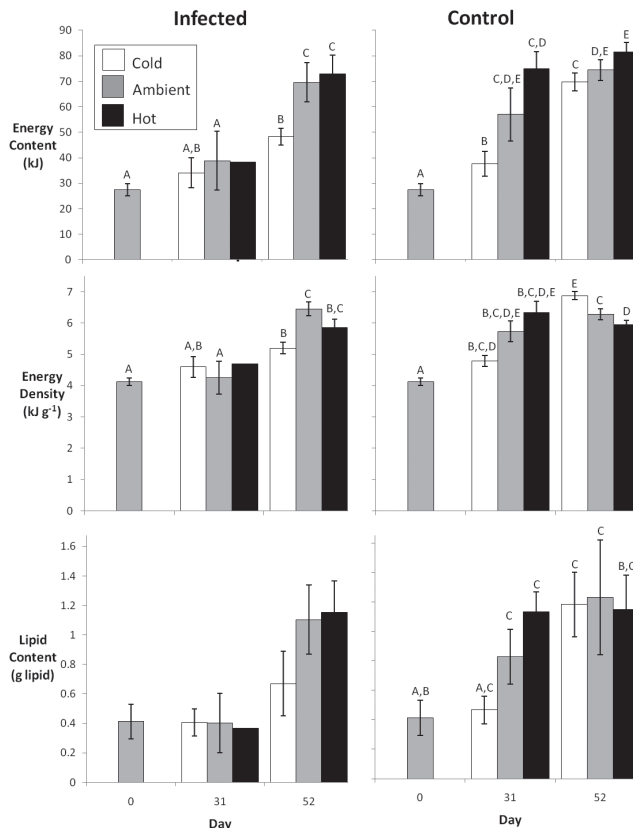 Infected Control
90
80
70
60
50
40
30
20
10
0
Energy
Content
(kJ)
Cold
Ambient
Hot
A
A,B
A
B
C
C
A
B
C,D,E
C,D
C
D,E
E
7
6
5
4
3
2
1
0
Energy
Density
(kJ g-1)
A
A,B
A
B
C
B,C
A
B,C,D
B,C,D,E
B,C,D,E
E
C
D
1.6
1.4
1.2
1
0.8
0.6
0.4
0.2
0
Lipid
Content
(g lipid)
A,B
A,C
C
C
C
C
B,C
0 31 52 0 31 52
Day Day